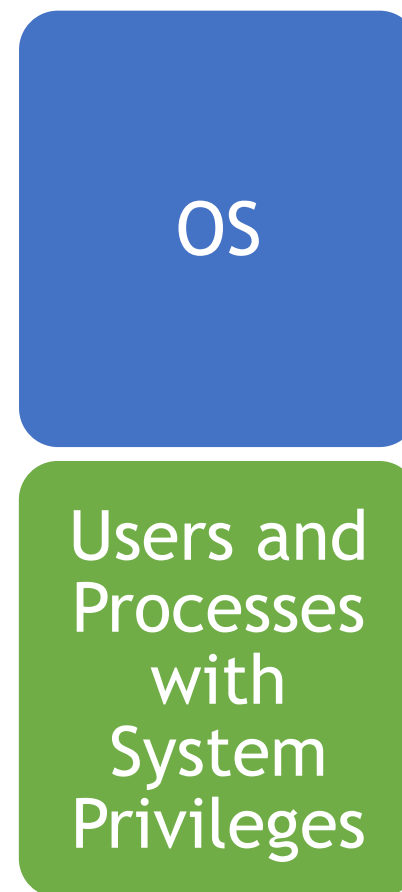 OS
Users and
Processes
with
System
Privileges